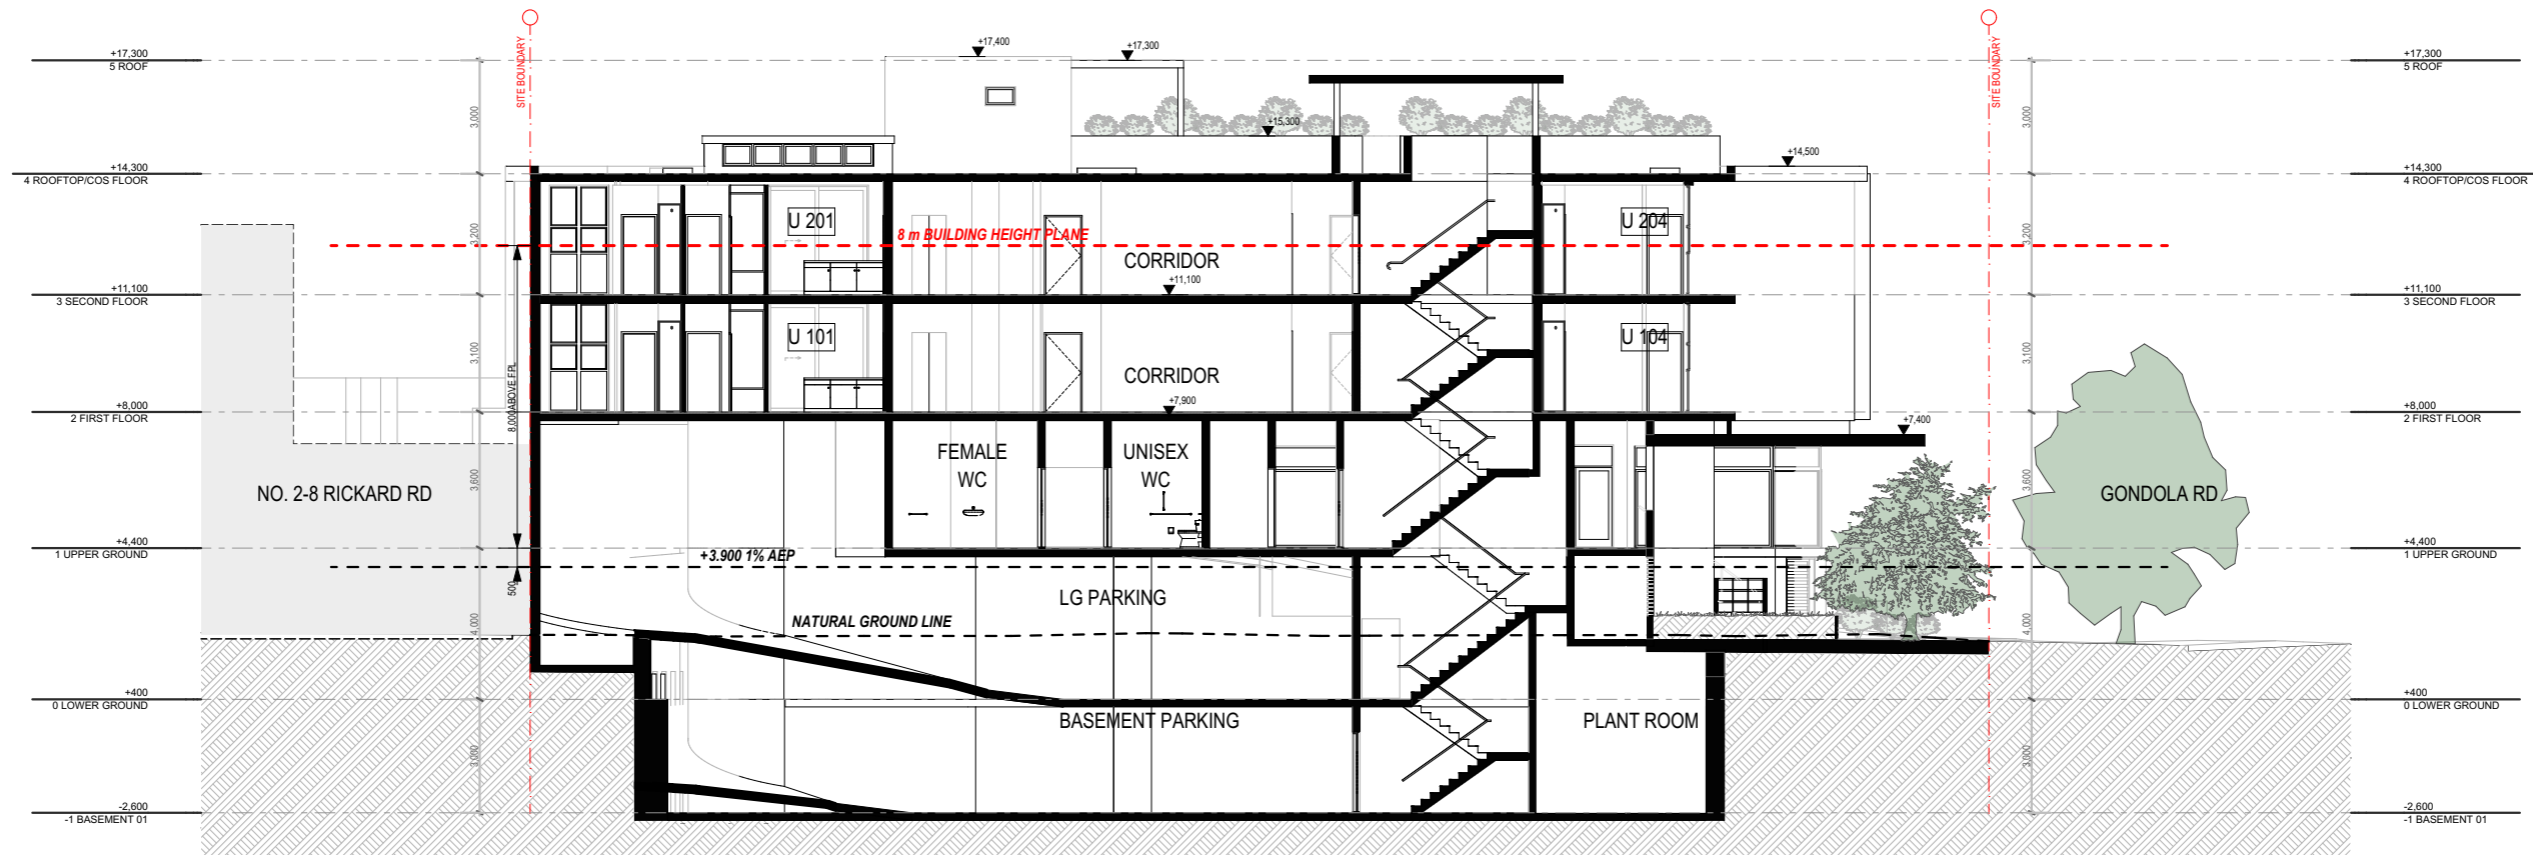 SITE BOUNDARY
SITE BOUNDARY
+17,400
+17,300
+17,300
5 ROOF
+17,300
5 ROOF
3,000
3,000
+15,300
+14,500
+14,300
4 ROOFTOP/COS FLOOR
+14,300
4 ROOFTOP/COS FLOOR
U 201
U 204
3,200
8 m BUILDING HEIGHT PLANE
3,200
CORRIDOR
+11,100
+11,100
3 SECOND FLOOR
+11,100
3 SECOND FLOOR
U 101
U 104
3,100
3,100
CORRIDOR
8,000 ABOVE FPL
+7,900
+8,000
2 FIRST FLOOR
+8,000
2 FIRST FLOOR
+7,400
FEMALE
WC
UNISEX
WC
3,600
3,600
NO. 2-8 RICKARD RD
GONDOLA RD
+4,400
1 UPPER GROUND
+3.900 1% AEP
+4,400
1 UPPER GROUND
500
LG PARKING
4,000
NATURAL GROUND LINE
4,000
+400
0 LOWER GROUND
+400
0 LOWER GROUND
BASEMENT PARKING
PLANT ROOM
3,000
3,000
-2,600
-1 BASEMENT 01
-2,600
-1 BASEMENT 01